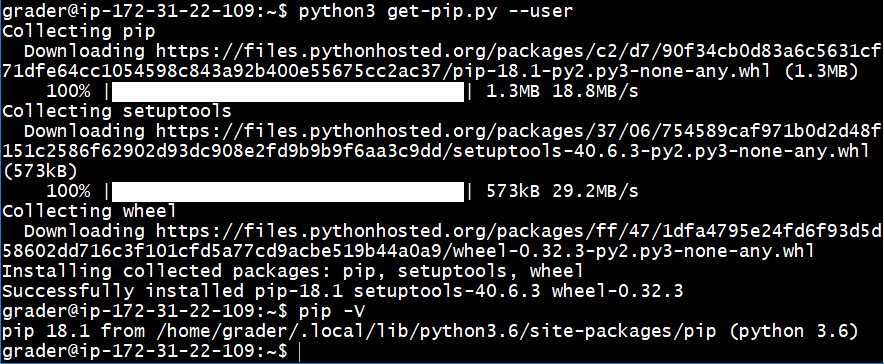 grader@ip-172-31-22-109:~$ python3 get-pip.py --user
Collecting pip
  Downloading https://files.pythonhosted.org/packages/c2/d7/90f34cb0d83a6c5631cf
71dfe64cc1054598c843a92b400e55675cc2ac37/pip-18.1-py2.py3-none-any.whl (1.3MB)
    100% || 1.3MB 18.8MB/s
Collecting setuptools
  Downloading https://files.pythonhosted.org/packages/37/06/754589caf971b0d2d48f
151c2586f62902d93dc908e2fd9b9b9f6aa3c9dd/setuptools-40.6.3-py2.py3-none-any.whl
(573kB)
    100% || 573kB 29.2MB/s
Collecting wheel
  Downloading https://files.pythonhosted.org/packages/ff/47/1dfa4795e24fd6f93d5d
58602dd716c3f101cfd5a77cd9acbe519b44a0a9/wheel-0.32.3-py2.py3-none-any.whl
Installing collected packages: pip, setuptools, wheel
Successfully installed pip-18.1 setuptools-40.6.3 wheel-0.32.3
grader@ip-172-31-22-109:~$ pip -V
pip 18.1 from /home/grader/.local/lib/python3.6/site-packages/pip (python 3.6)
grader@ip-172-31-22-109:~$